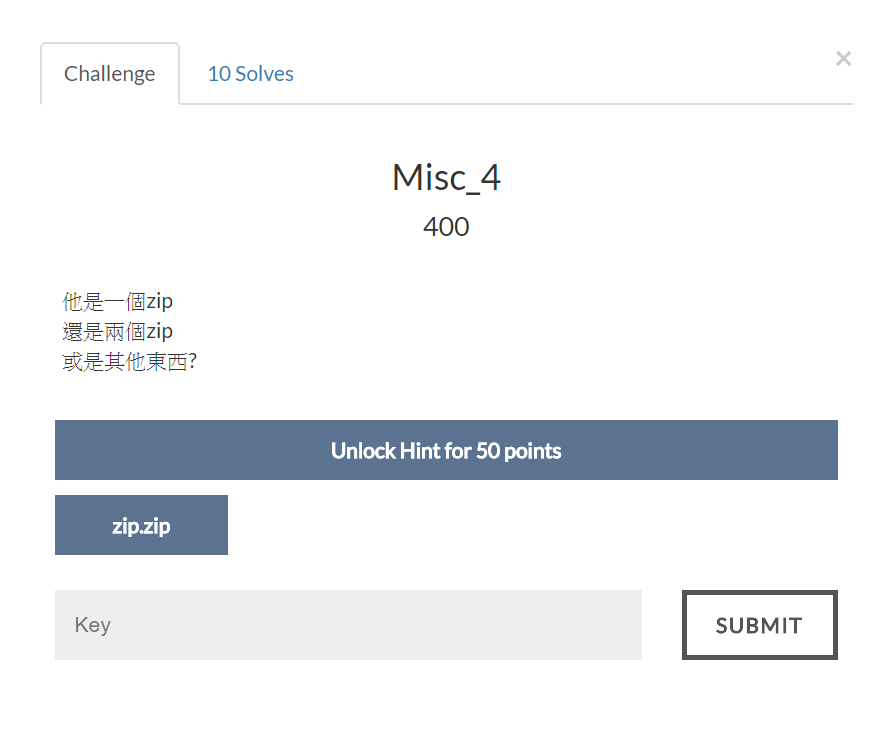 Challenge
10 Solves
×
Misc_4
400
他是一個zip
還是兩個zip
或是其他東西?
Unlock Hint for 50 points
zip.zip
Key
SUBMIT